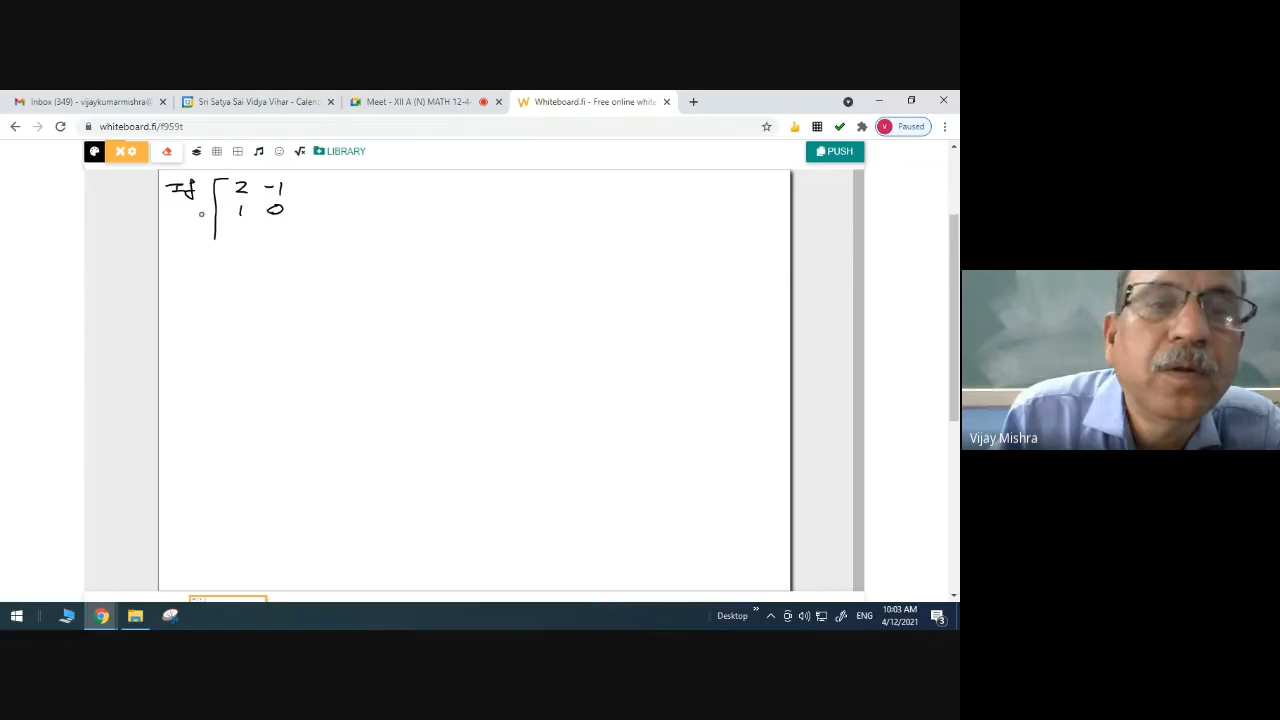 Inbox (349) - vijaykumarmishra@
Sri Satya Sai Vidya Vihar - Calend
Meet - XII A (N) MATH 12-4-
Whiteboard.fi - Free online white
whiteboard.fi/f959t
Paused
LIBRARY
PUSH
If [ 2 -1
1 0
Vijay Mishra
Desktop
ENG
10:03 AM
4/12/2021
3